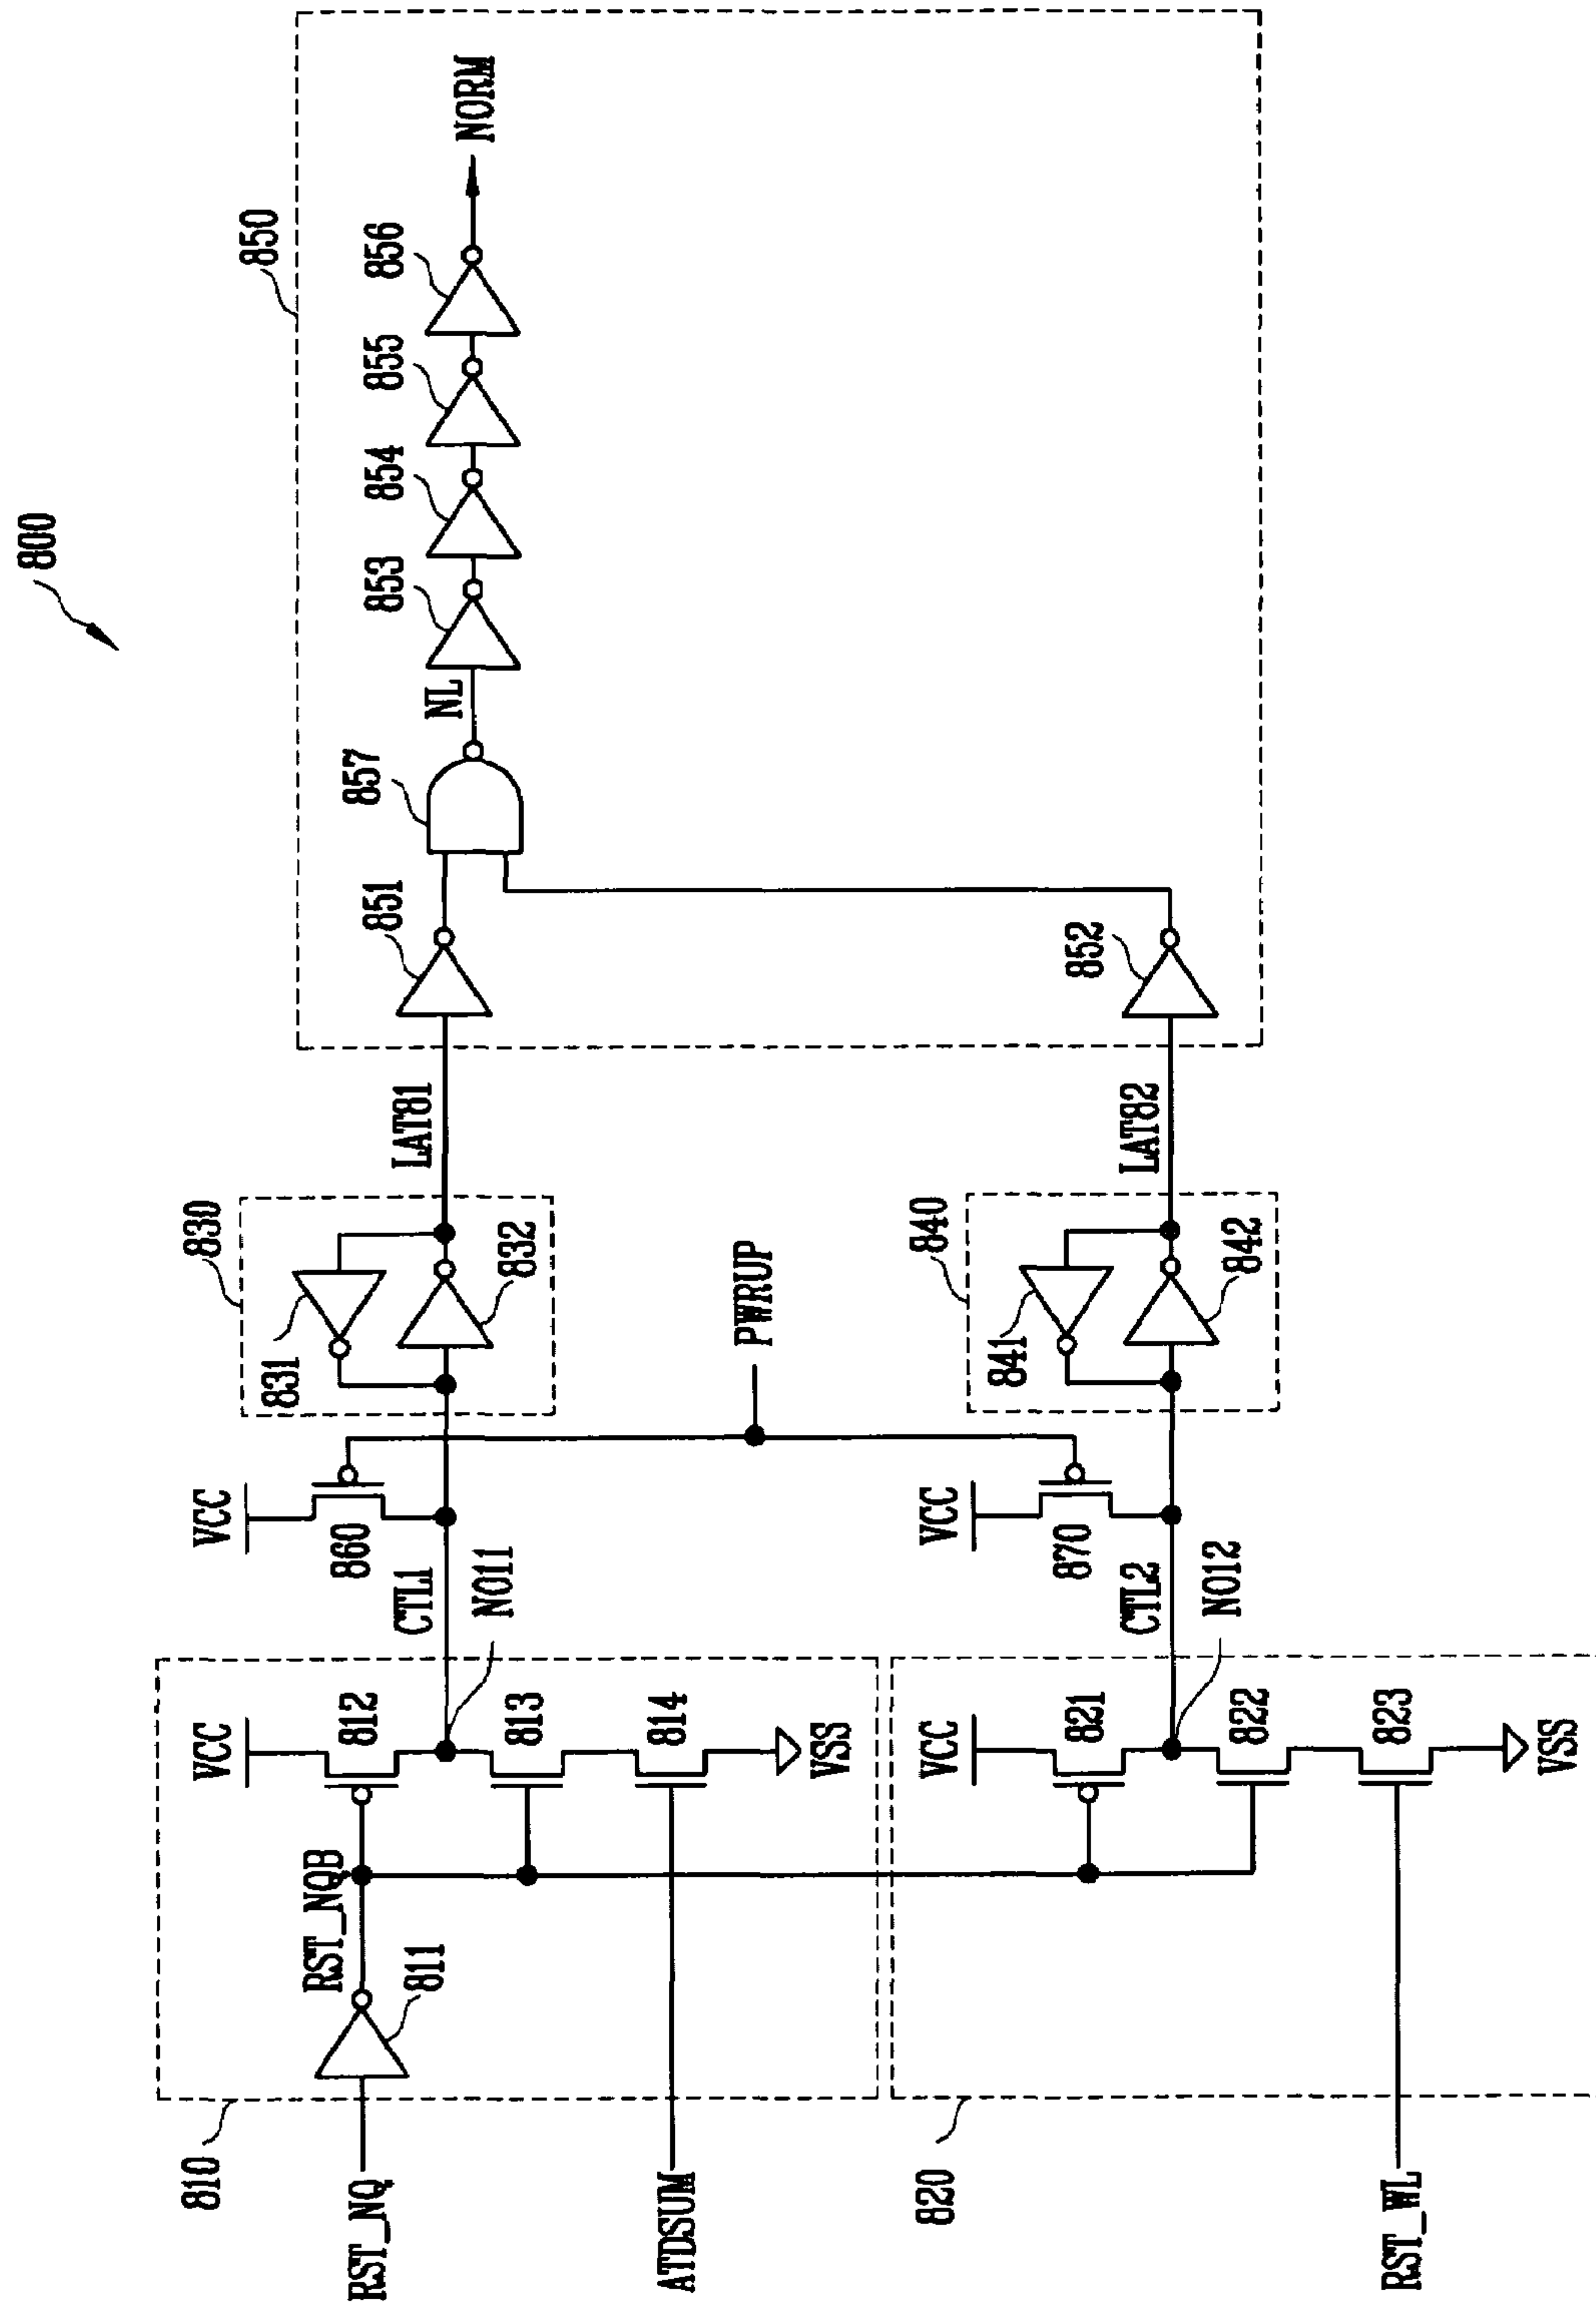 800
850
NORM
856
855
854
853
NL
857
851
852
LAT81
LAT82
830
831
832
840
841
842
PWRUP
VCC
860
VCC
870
CTL1
NO11
CTL2
NO12
VCC
812
813
814
VSS
VCC
821
822
823
VSS
RST_NQB
811
810
820
RST_NQ
ATDSUM
RST_WL